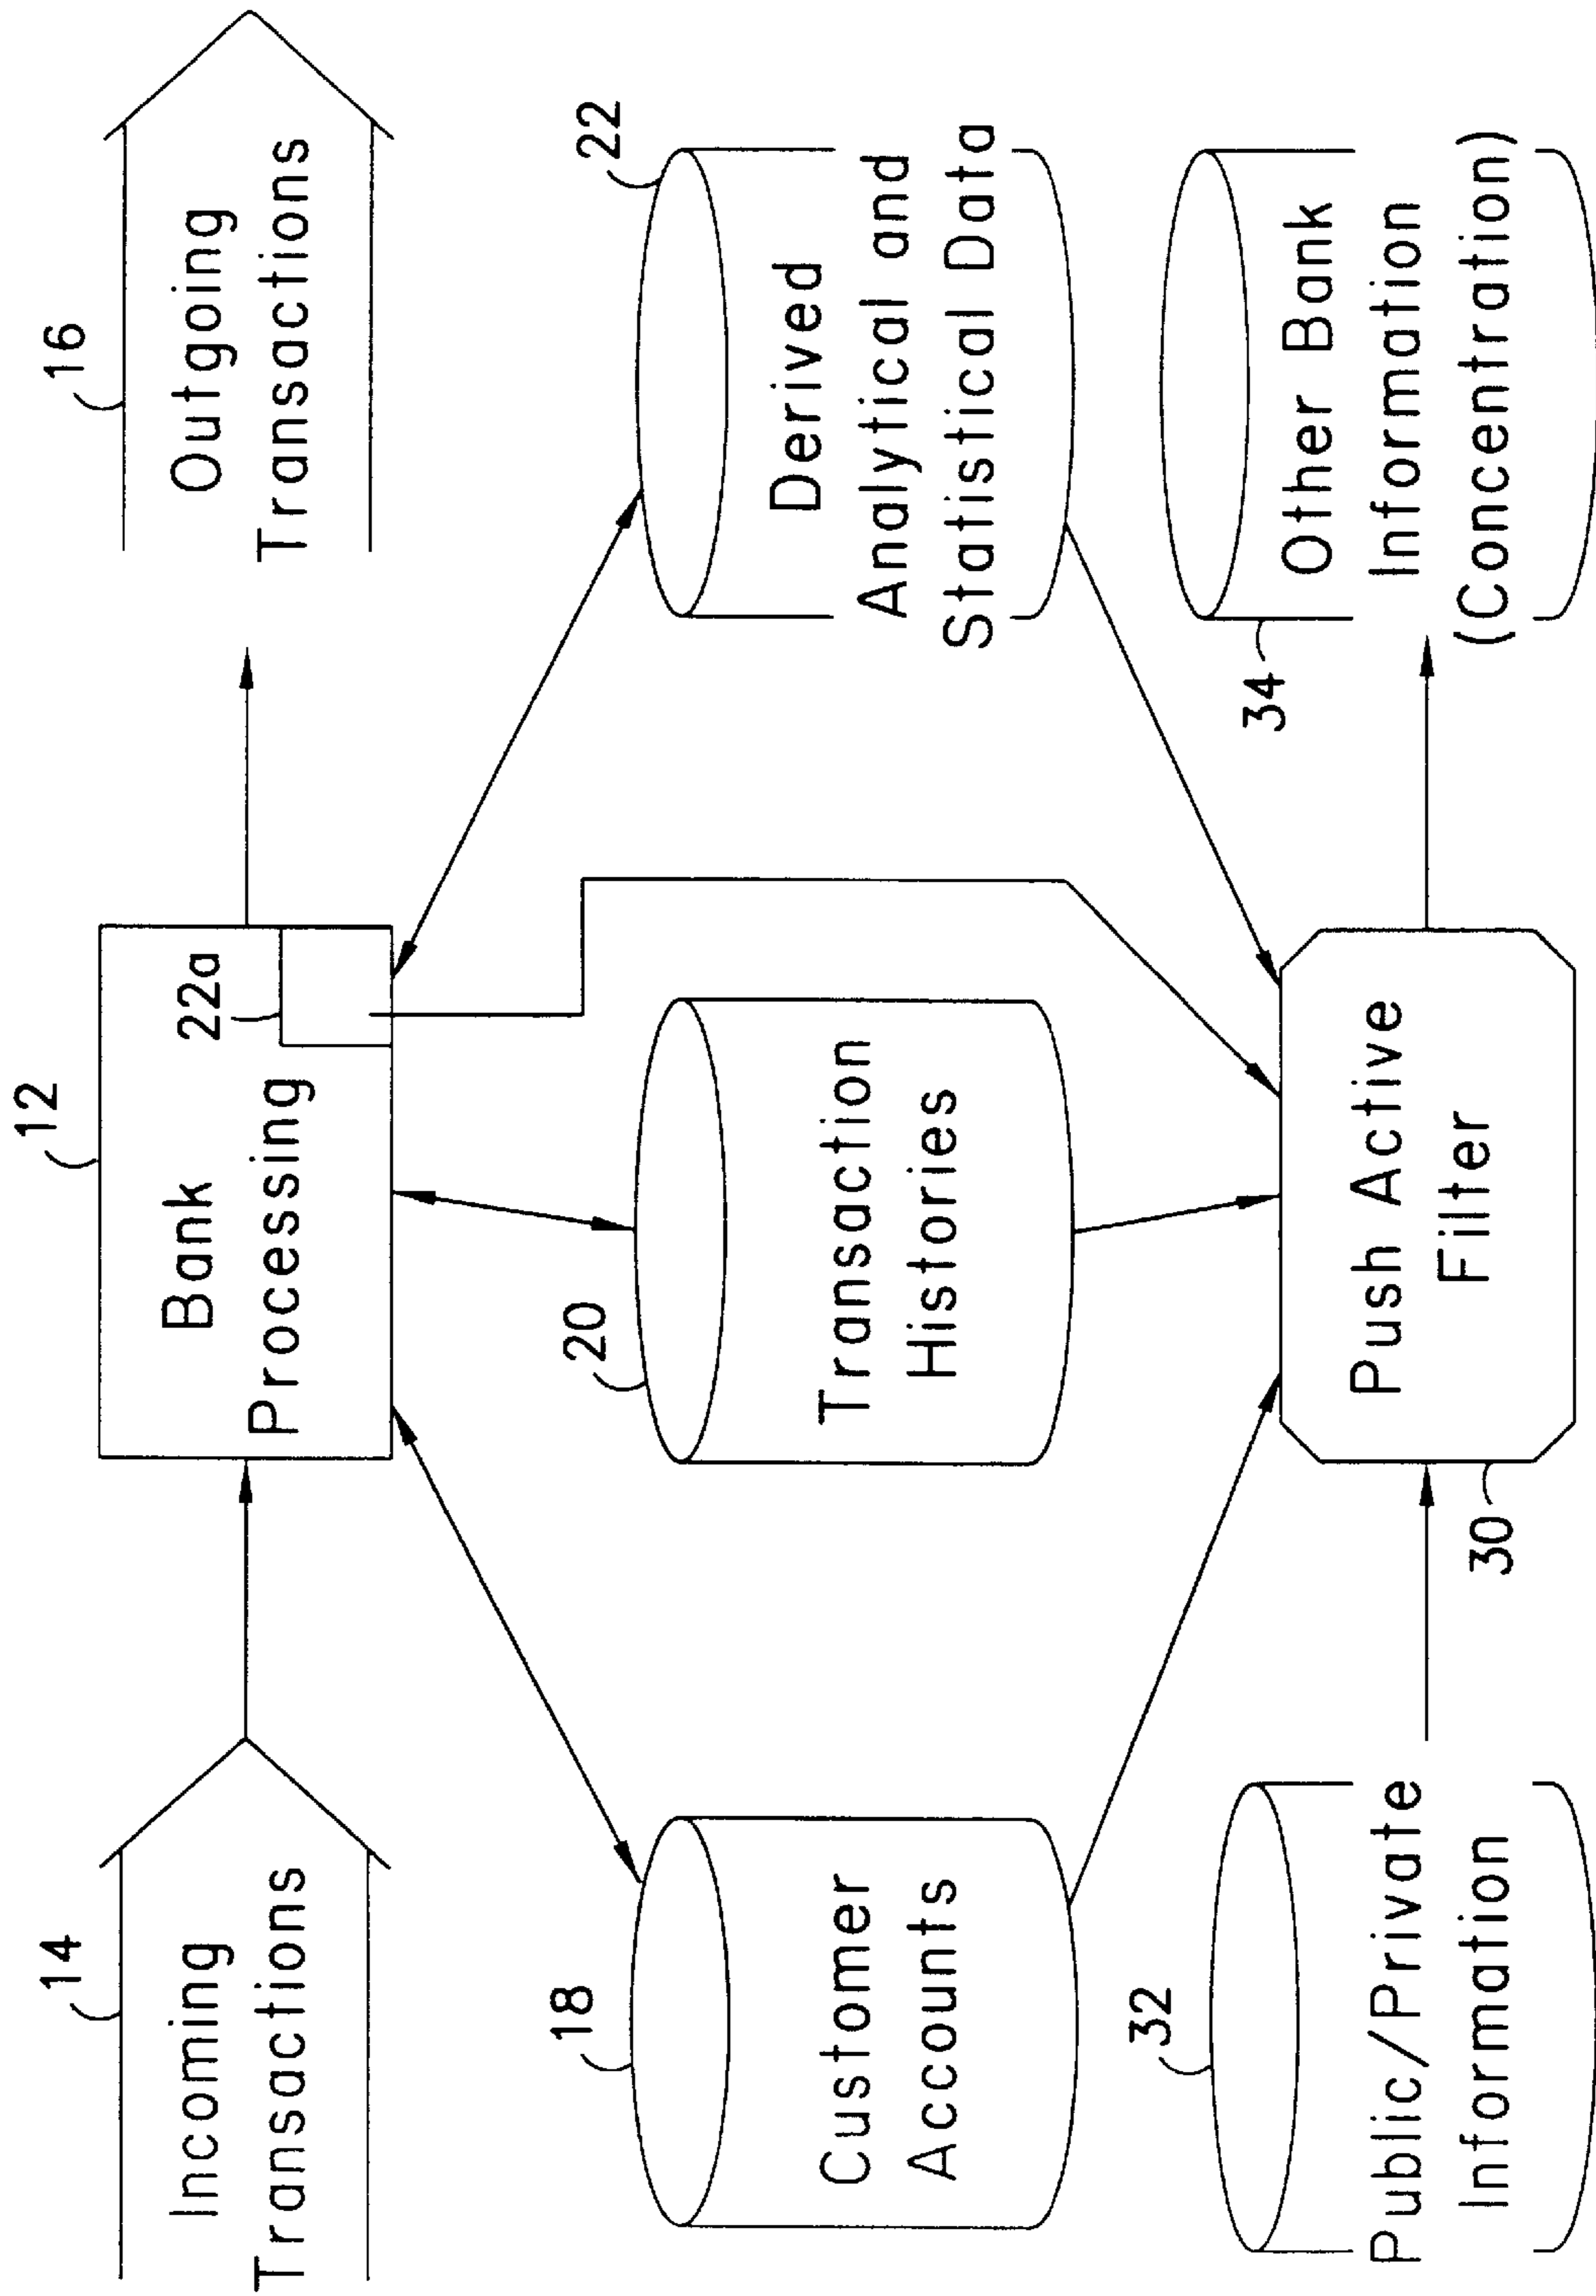 14
Incoming
Transactions
12
Bank
Processing
22a
16
Outgoing
Transactions
18
Customer
Accounts
20
Transaction
Histories
22
Derived
Analytical and
Statistical Data
32
Public/Private
Information
30
Push Active
Filter
34
Other Bank
Information
(Concentration)